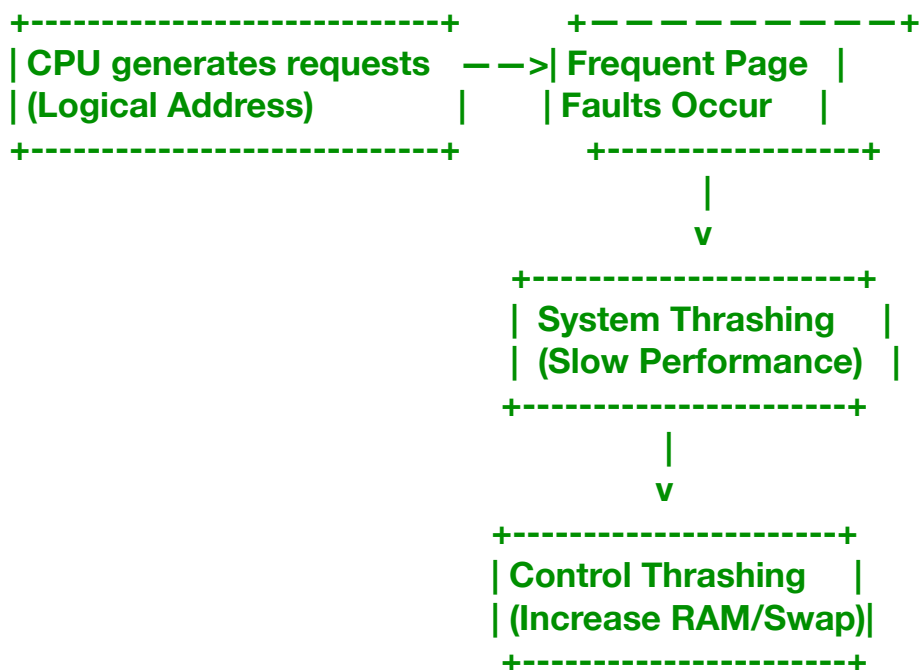 +-----------------------------+ +— — — — — — — — —+
| CPU generates requests — —>| Frequent Page |
| (Logical Address) | | Faults Occur |
+-----------------------------+ +------------------+
|
v
+-----------------------+
| System Thrashing |
| (Slow Performance) |
+-----------------------+
|
v
+-----------------------+
| Control Thrashing |
| (Increase RAM/Swap)|
+-----------------------+